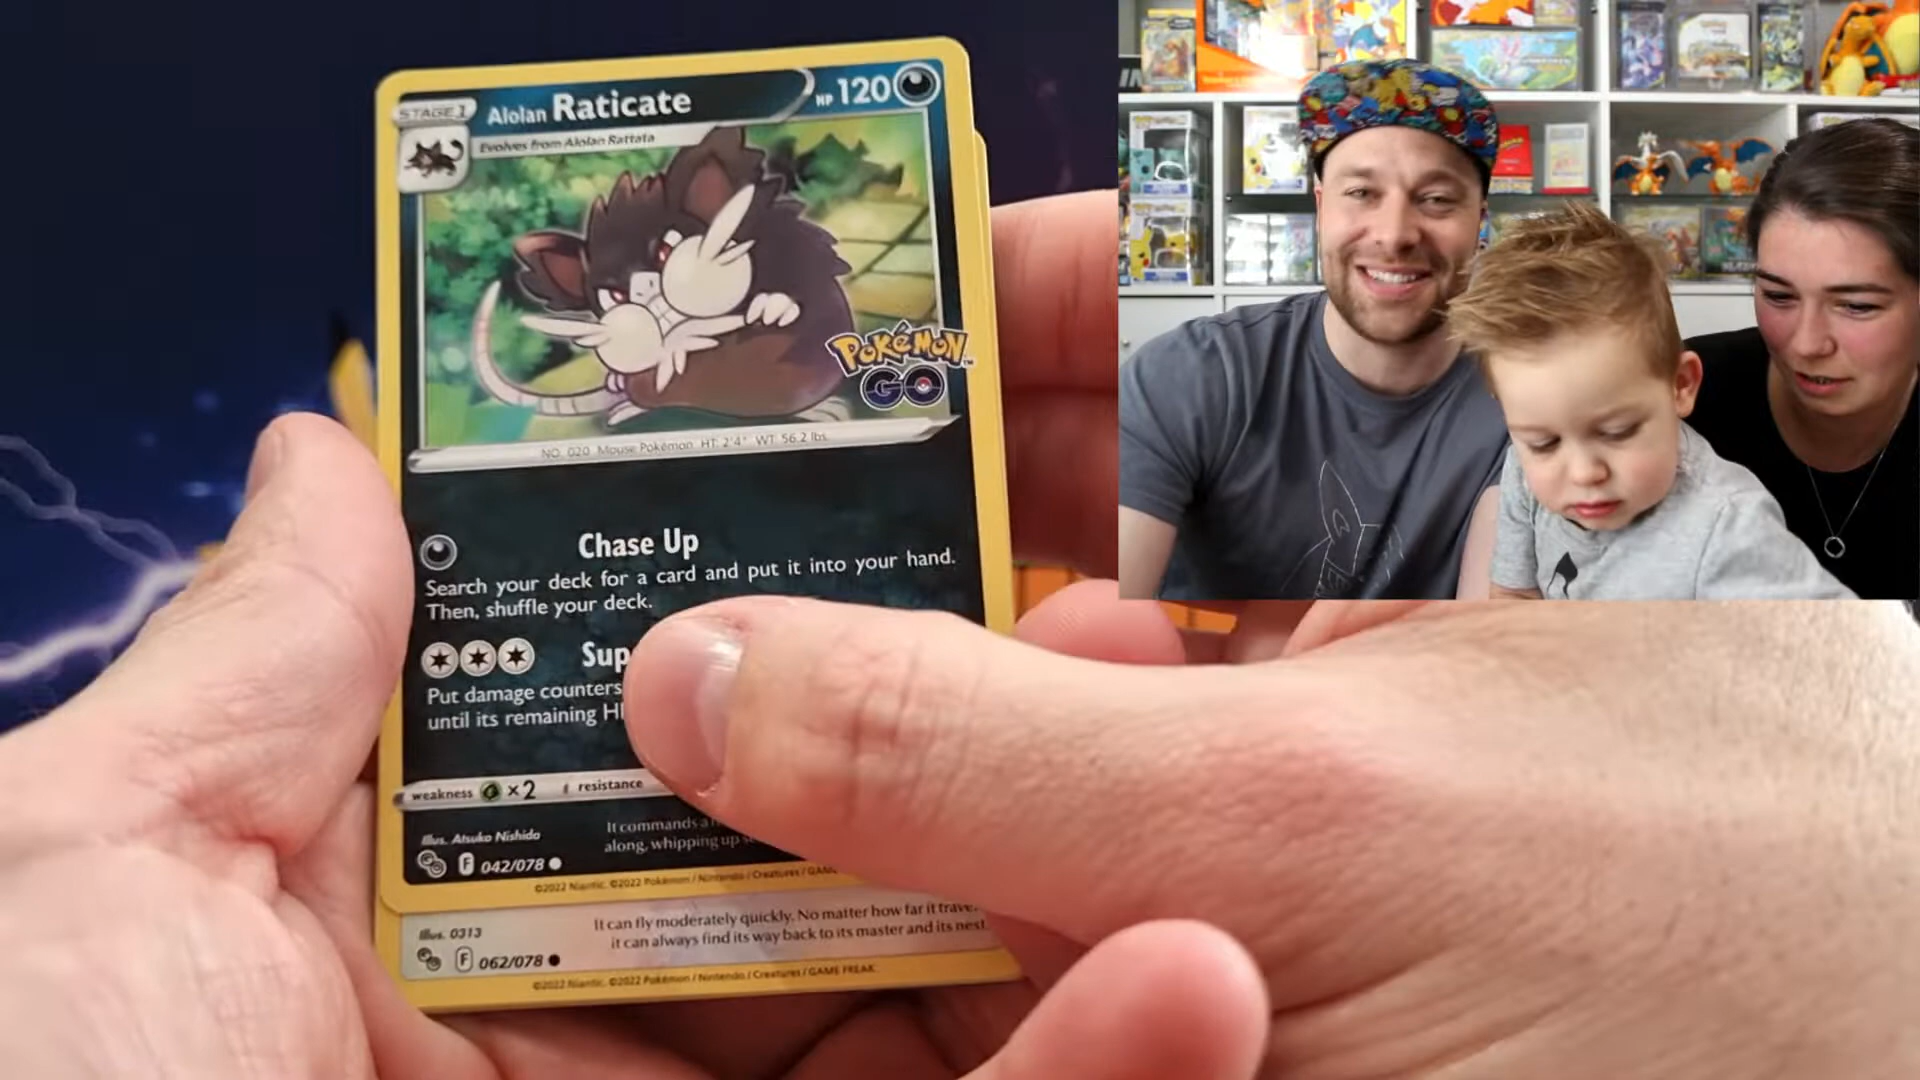 STAGE 1
Alolan Raticate
HP 120
Evolves from Alolan Rattata
POKÉMON
GO
NO. 020 Mouse Pokémon HT: 2'4" WT: 56.2 lbs.
Chase Up
Search your deck for a card and put it into your hand.
Then, shuffle your deck.
Sup
Put damage counters
until its remaining
weakness ×2 resistance
Illus. Atsuko Nishida
It commands a
along, whipping up
F 042/078
©2022 Niantic. ©2022 Pokémon / Nintendo / Creatures / GAM
Illus. 0313
It can fly moderately quickly. No matter how far it trave
it can always find its way back to its master and its nest.
F 062/078
©2022 Niantic. ©2022 Pokémon / Nintendo / Creatures / GAME FREAK